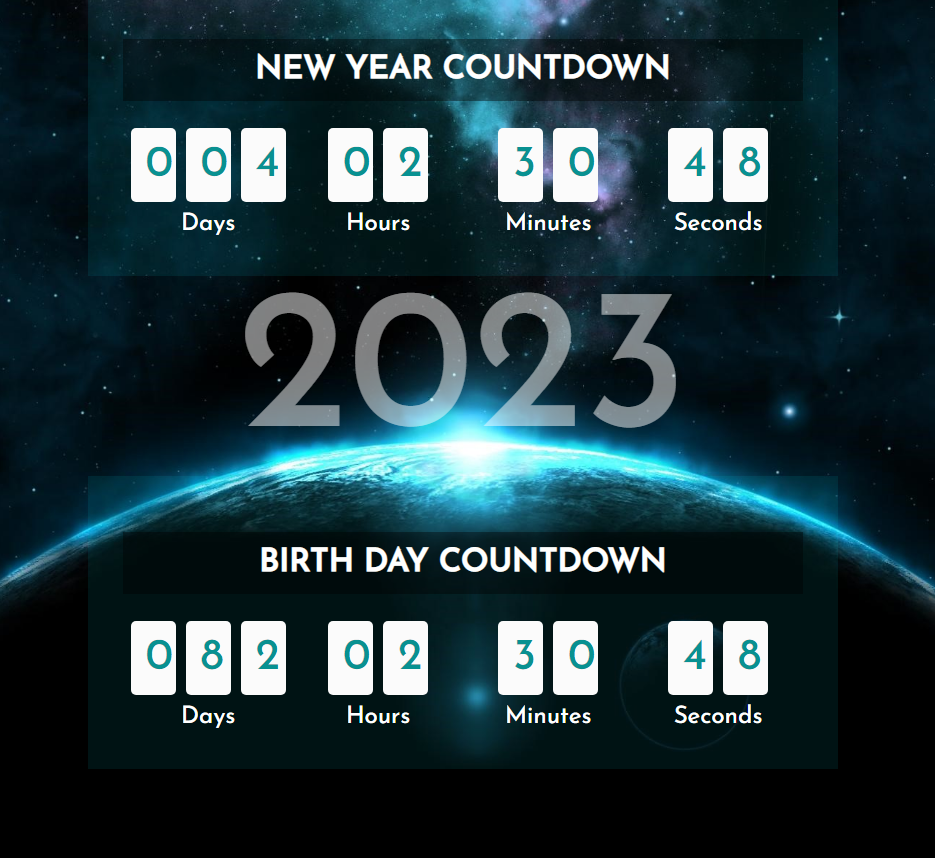 NEW YEAR COUNTDOWN
0 0 4 0 2 3 0 4 8
Days Hours Minutes Seconds
2023
BIRTH DAY COUNTDOWN
0 8 2 0 2 3 0 4 8
Days Hours Minutes Seconds